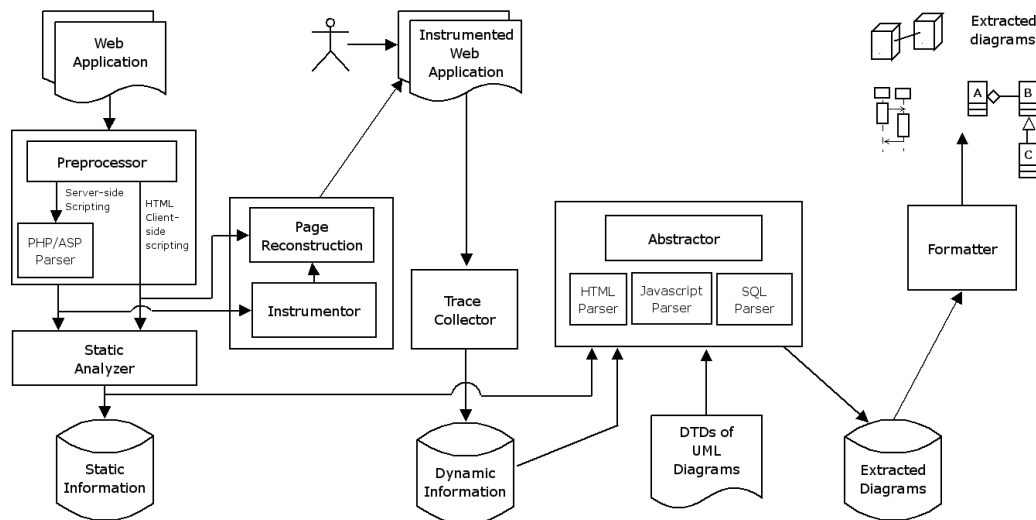 Web
Application
Instrumented
Web
Application
Extracted
diagrams
A
B
C
Preprocessor
Server-side
Scripting
HTML
Client-
side
scripting
PHP/ASP
Parser
Page
Reconstruction
Instrumentor
Trace
Collector
Abstractor
HTML
Parser
Javascript
Parser
SQL
Parser
Formatter
Static
Analyzer
Static
Information
Dynamic
Information
DTDs of
UML
Diagrams
Extracted
Diagrams